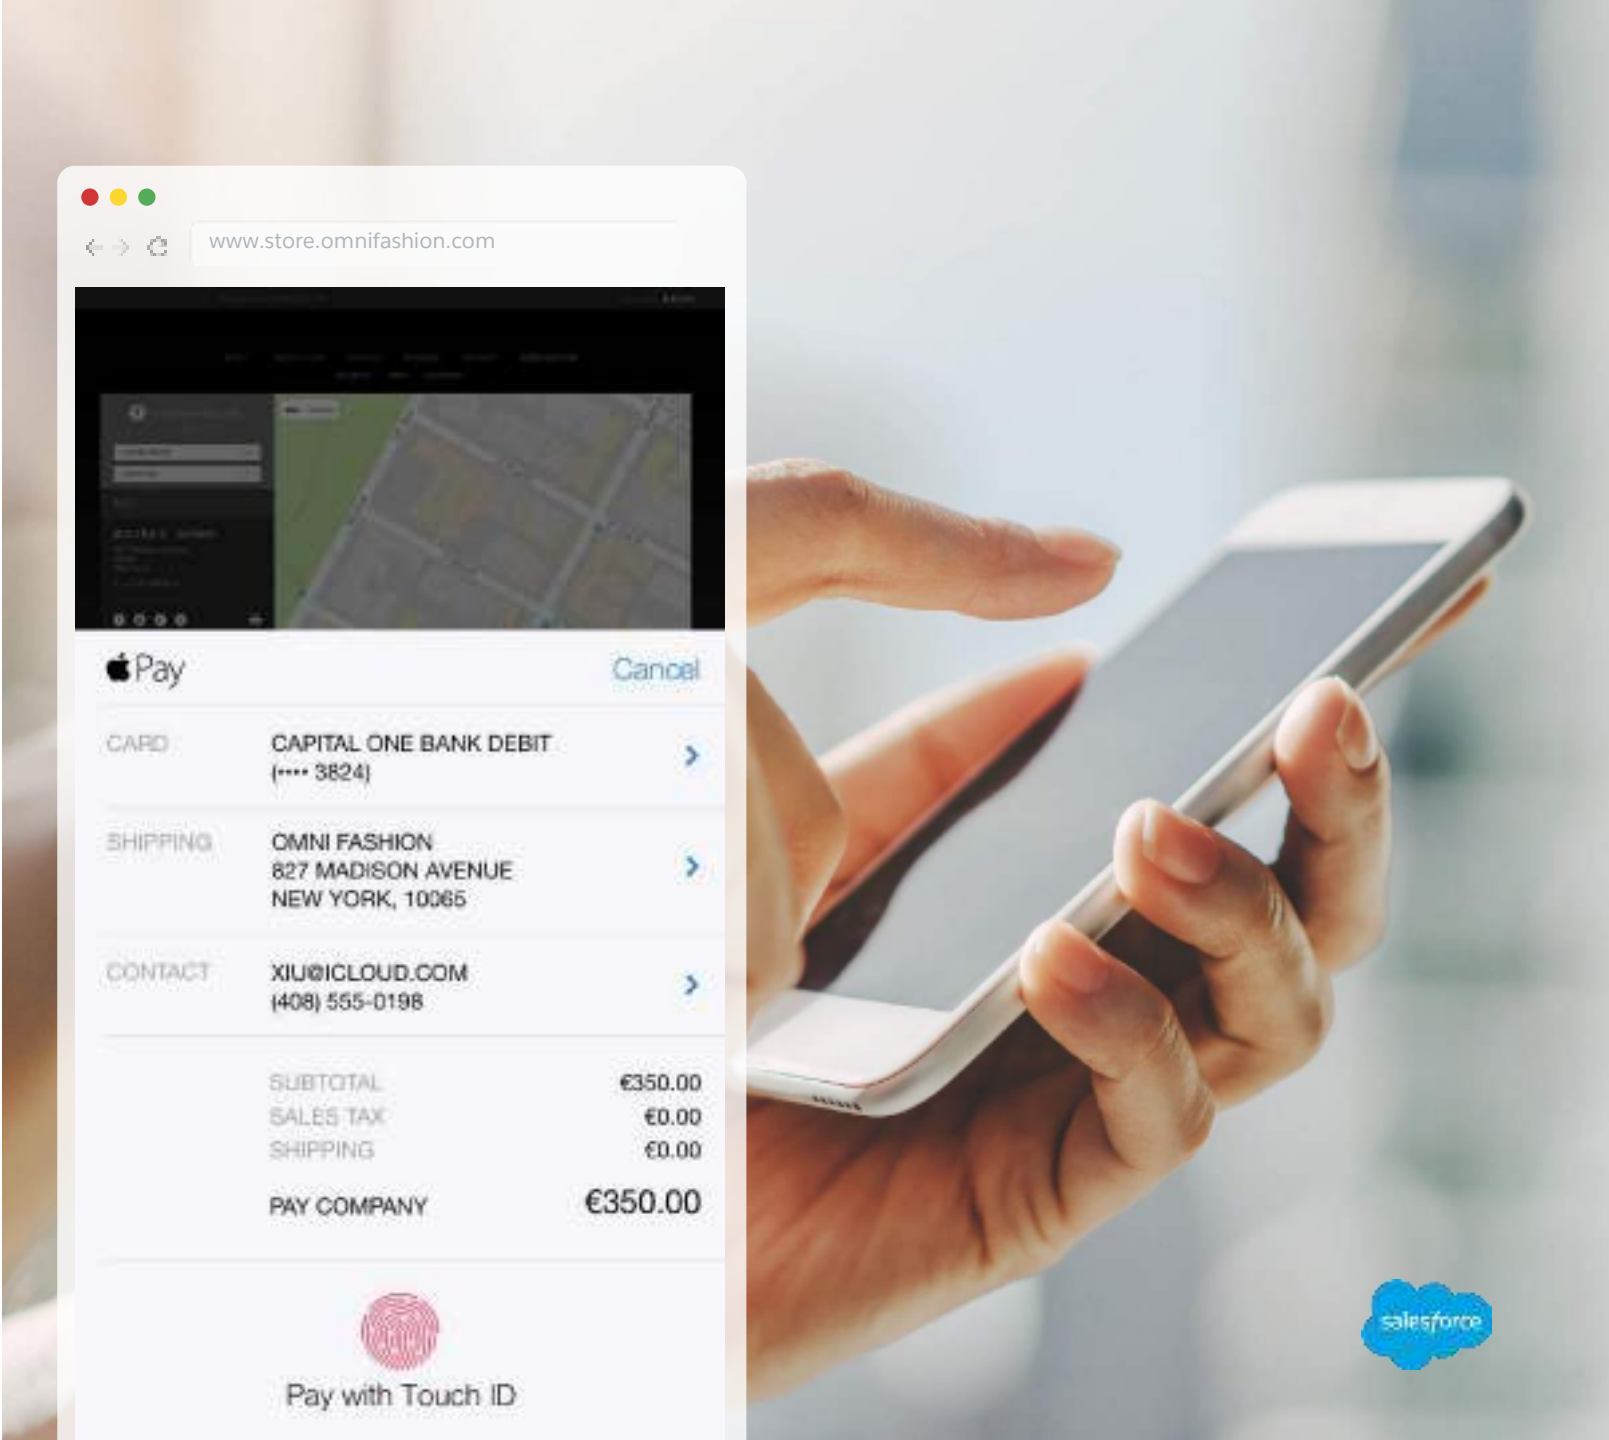 www.store.omnifashion.com
Pay
Cancel
CARD
CAPITAL ONE BANK DEBIT
(•••• 3824)
SHIPPING
OMNI FASHION
827 MADISON AVENUE
NEW YORK, 10065
CONTACT
XIU@ICLOUD.COM
(408) 555-0198
SUBTOTAL €350.00
SALES TAX €0.00
SHIPPING €0.00
PAY COMPANY €350.00
Pay with Touch ID
salesforce